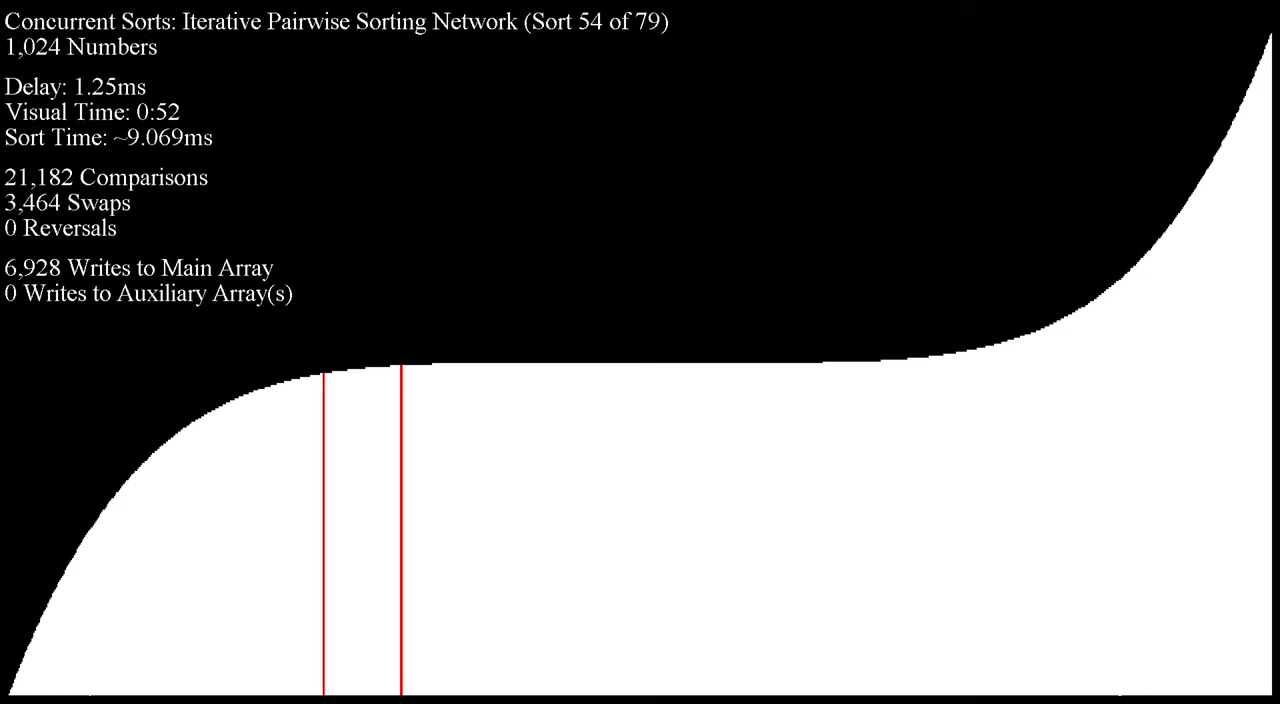 Concurrent Sorts: Iterative Pairwise Sorting Network (Sort 54 of 79)
1,024 Numbers
Delay: 1.25ms
Visual Time: 0:52
Sort Time: ~9.069ms
21,182 Comparisons
3,464 Swaps
0 Reversals
6,928 Writes to Main Array
0 Writes to Auxiliary Array(s)